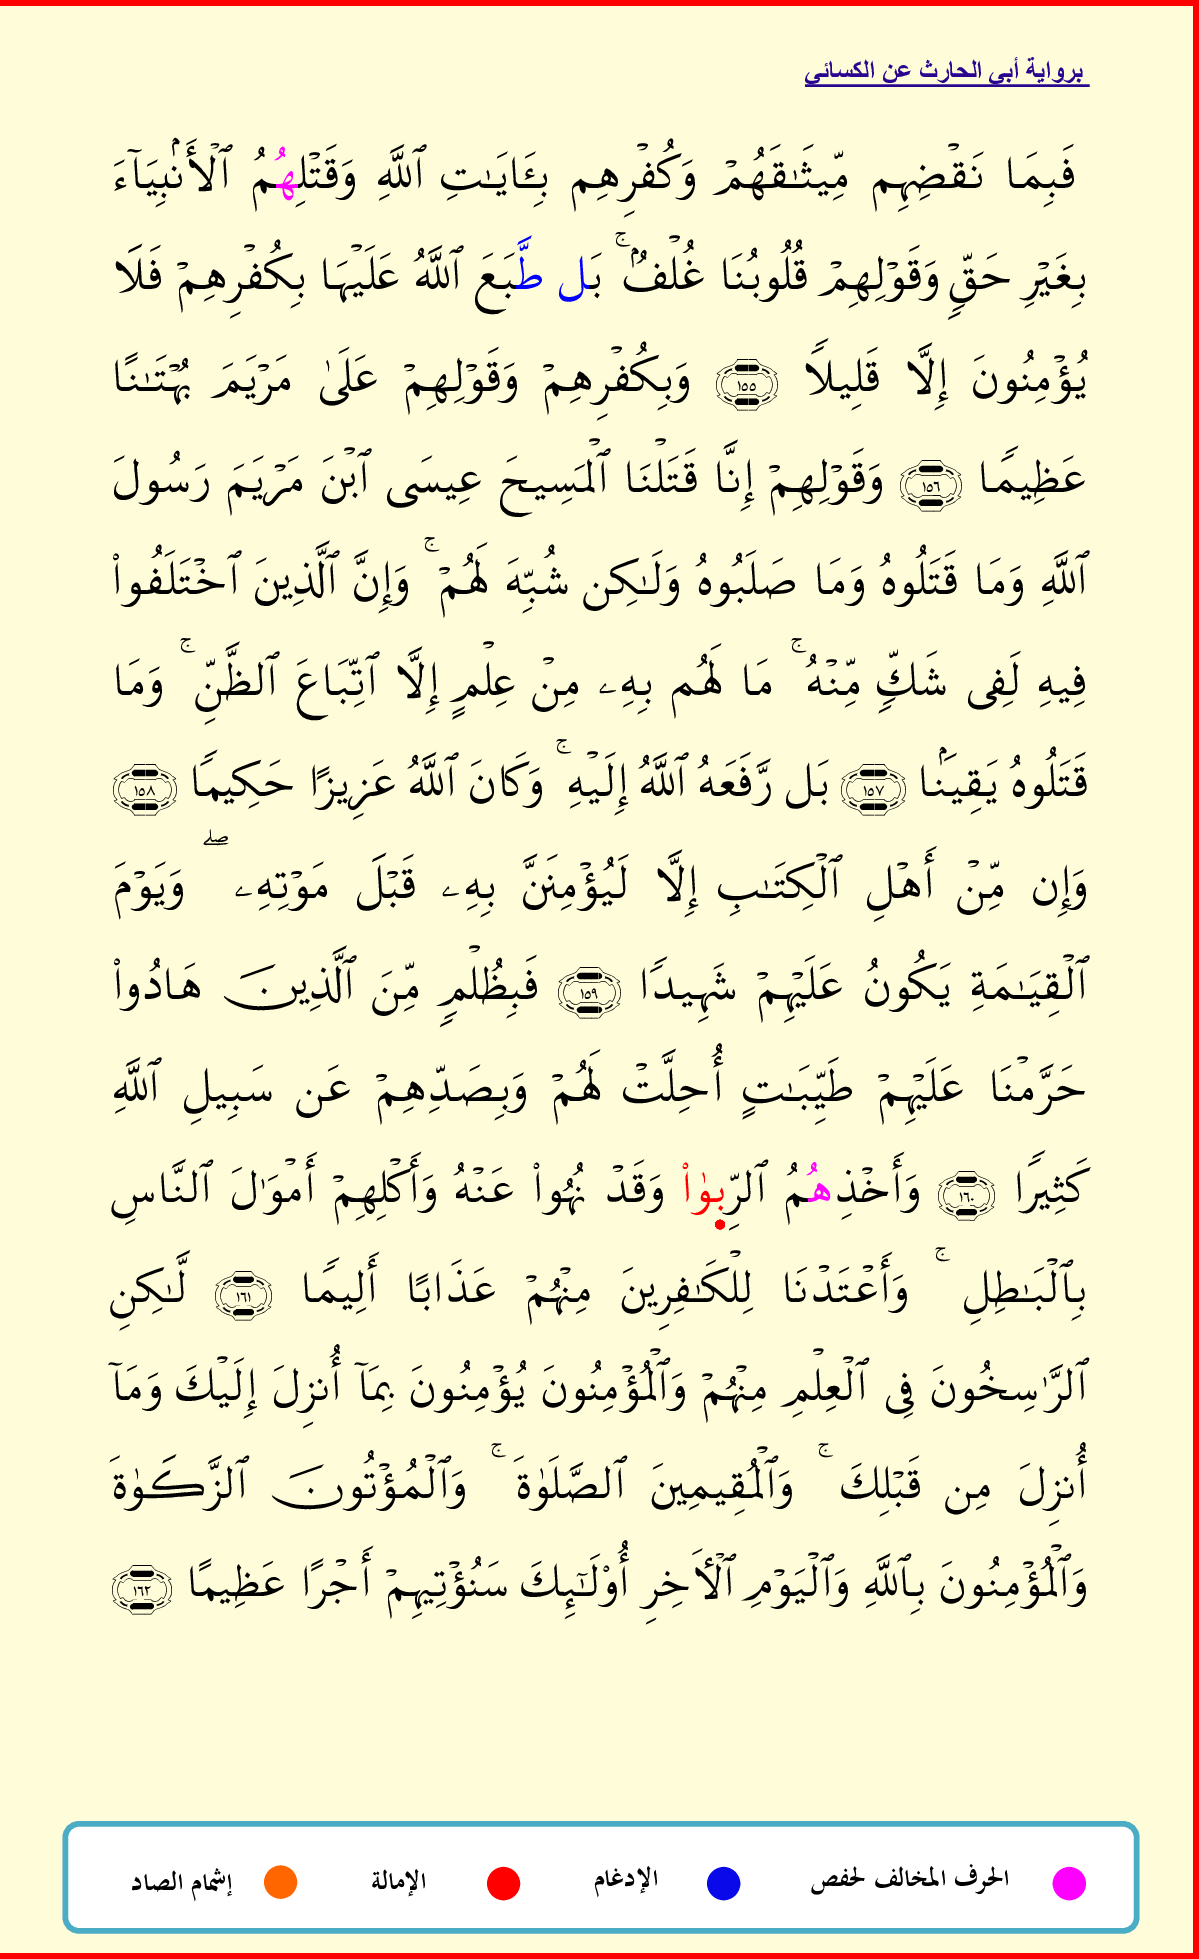 برواية أبي الحارث عن الكسائي
فَبِمَا نَقۡضِهِم مِّيثَٰقَهُمۡ وَكُفۡرِهِم بِـَٔايَٰتِ ٱللَّهِ وَقَتۡلِهُمُ ٱلۡأَنۢبِيَآءَ
بِغَيۡرِ حَقّٖ وَقَوۡلِهِمۡ قُلُوبُنَا غُلۡفُۢۚ بَل طَّبَعَ ٱللَّهُ عَلَيۡهَا بِكُفۡرِهِمۡ فَلَا
يُؤۡمِنُونَ إِلَّا قَلِيلٗا ١٥٥ وَبِكُفۡرِهِمۡ وَقَوۡلِهِمۡ عَلَىٰ مَرۡيَمَ بُهۡتَٰنًا
عَظِيمٗا ١٥٦ وَقَوۡلِهِمۡ إِنَّا قَتَلۡنَا ٱلۡمَسِيحَ عِيسَى ٱبۡنَ مَرۡيَمَ رَسُولَ
ٱللَّهِ وَمَا قَتَلُوهُ وَمَا صَلَبُوهُ وَلَٰكِن شُبِّهَ لَهُمۡۚ وَإِنَّ ٱلَّذِينَ ٱخۡتَلَفُواْ
فِيهِ لَفِي شَكّٖ مِّنۡهُۚ مَا لَهُم بِهِۦ مِنۡ عِلۡمٍ إِلَّا ٱتِّبَاعَ ٱلظَّنِّۚ وَمَا
قَتَلُوهُ يَقِينَۢا ١٥٧ بَل رَّفَعَهُ ٱللَّهُ إِلَيۡهِۚ وَكَانَ ٱللَّهُ عَزِيزًا حَكِيمٗا ١٥٨
وَإِن مِّنۡ أَهۡلِ ٱلۡكِتَٰبِ إِلَّا لَيُؤۡمِنَنَّ بِهِۦ قَبۡلَ مَوۡتِهِۦۖ وَيَوۡمَ
ٱلۡقِيَٰمَةِ يَكُونُ عَلَيۡهِمۡ شَهِيدٗا ١٥٩ فَبِظُلۡمٖ مِّنَ ٱلَّذِينَ هَادُواْ
حَرَّمۡنَا عَلَيۡهِمۡ طَيِّبَٰتٍ أُحِلَّتۡ لَهُمۡ وَبِصَدِّهِمۡ عَن سَبِيلِ ٱللَّهِ
كَثِيرٗا ١٦٠ وَأَخۡذِهُمُ ٱلرِّبَوٰاْ وَقَدۡ نُهُواْ عَنۡهُ وَأَكۡلِهِمۡ أَمۡوَٰلَ ٱلنَّاسِ
بِٱلۡبَٰطِلِۚ وَأَعۡتَدۡنَا لِلۡكَٰفِرِينَ مِنۡهُمۡ عَذَابًا أَلِيمٗا ١٦١ لَّٰكِنِ
ٱلرَّٰسِخُونَ فِي ٱلۡعِلۡمِ مِنۡهُمۡ وَٱلۡمُؤۡمِنُونَ يُؤۡمِنُونَ بِمَآ أُنزِلَ إِلَيۡكَ وَمَآ
أُنزِلَ مِن قَبۡلِكَۚ وَٱلۡمُقِيمِينَ ٱلصَّلَوٰةَۚ وَٱلۡمُؤۡتُونَ ٱلزَّكَوٰةَ
وَٱلۡمُؤۡمِنُونَ بِٱللَّهِ وَٱلۡيَوۡمِ ٱلۡأَخِرِ أُوْلَٰٓئِكَ سَنُؤۡتِيهِمۡ أَجۡرًا عَظِيمًا ١٦٢
الحرف المخالف لحفص الإدغام الإمالة إشمام الصاد